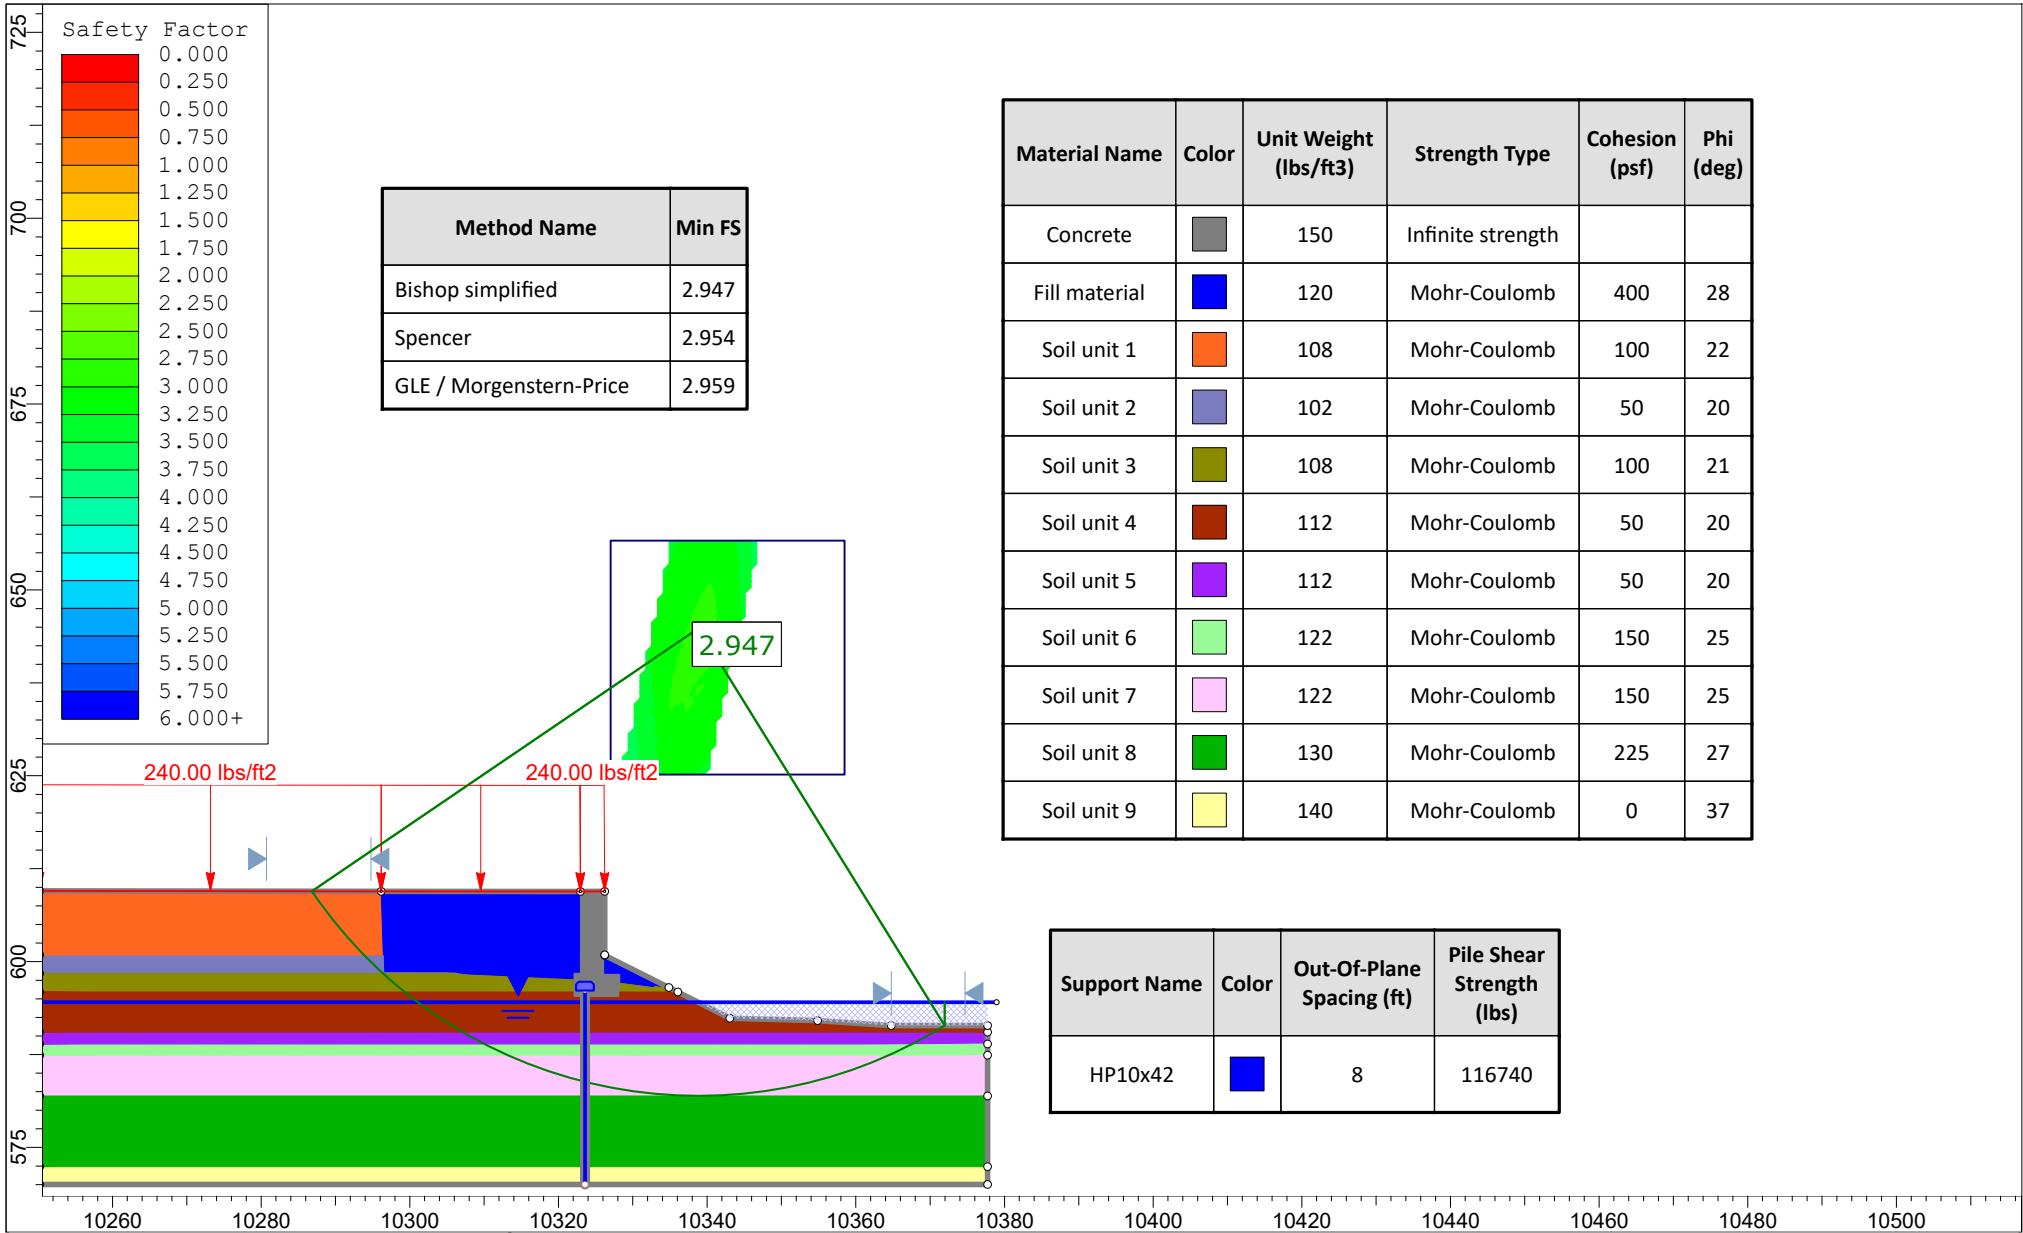 Safety Factor
0.000
0.250
0.500
0.750
1.000
1.250
1.500
1.750
2.000
2.250
2.500
2.750
3.000
3.250
3.500
3.750
4.000
4.250
4.500
4.750
5.000
5.250
5.500
5.750
6.000+
Method Name Min FS
Bishop simplified 2.947
Spencer 2.954
GLE / Morgenstern-Price 2.959
Material Name Color Unit Weight (lbs/ft3) Strength Type Cohesion (psf) Phi (deg)
Concrete 150 Infinite strength
Fill material 120 Mohr-Coulomb 400 28
Soil unit 1 108 Mohr-Coulomb 100 22
Soil unit 2 102 Mohr-Coulomb 50 20
Soil unit 3 108 Mohr-Coulomb 100 21
Soil unit 4 112 Mohr-Coulomb 50 20
Soil unit 5 112 Mohr-Coulomb 50 20
Soil unit 6 122 Mohr-Coulomb 150 25
Soil unit 7 122 Mohr-Coulomb 150 25
Soil unit 8 130 Mohr-Coulomb 225 27
Soil unit 9 140 Mohr-Coulomb 0 37
2.947
240.00 lbs/ft2 240.00 lbs/ft2
Support Name Color Out-Of-Plane Spacing (ft) Pile Shear Strength (lbs)
HP10x42 8 116740
725
700
675
650
625
600
575
10260 10280 10300 10320 10340 10360 10380 10400 10420 10440 10460 10480 10500